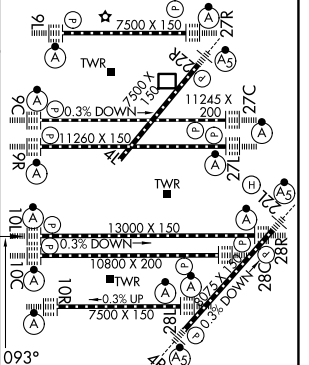 P
7500 X 150
P
9L
27R
A
A
TWR
22R
A5
P
7500 X
150
A
9C
P
0.3% DOWN
11245 X
200
27C
A
P
P
11260 X 150
9R
4L
27L
A
A
TWR
H
A5
22L
A
10L
P
13000 X 150
A
P
0.3% DOWN
P
28R
10C
10800 X 200
28C
A
TWR
P
A
8075 X 150
0.3% DOWN
10R
0.3% UP
P
A
7500 X 150
28L
A
P
093°
4R
A5